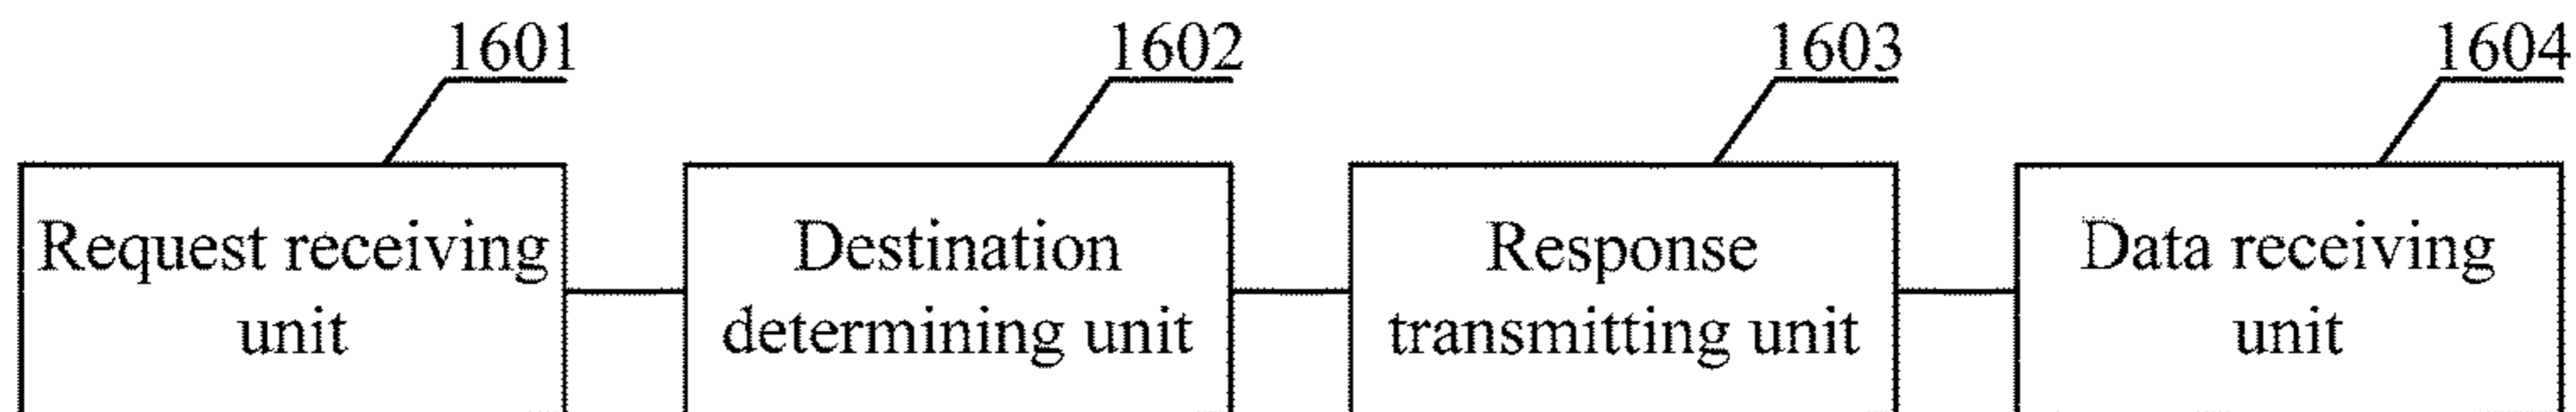 1601
1602
1603
1604
Request receiving
unit
Destination
determining unit
Response
transmitting unit
Data receiving
unit